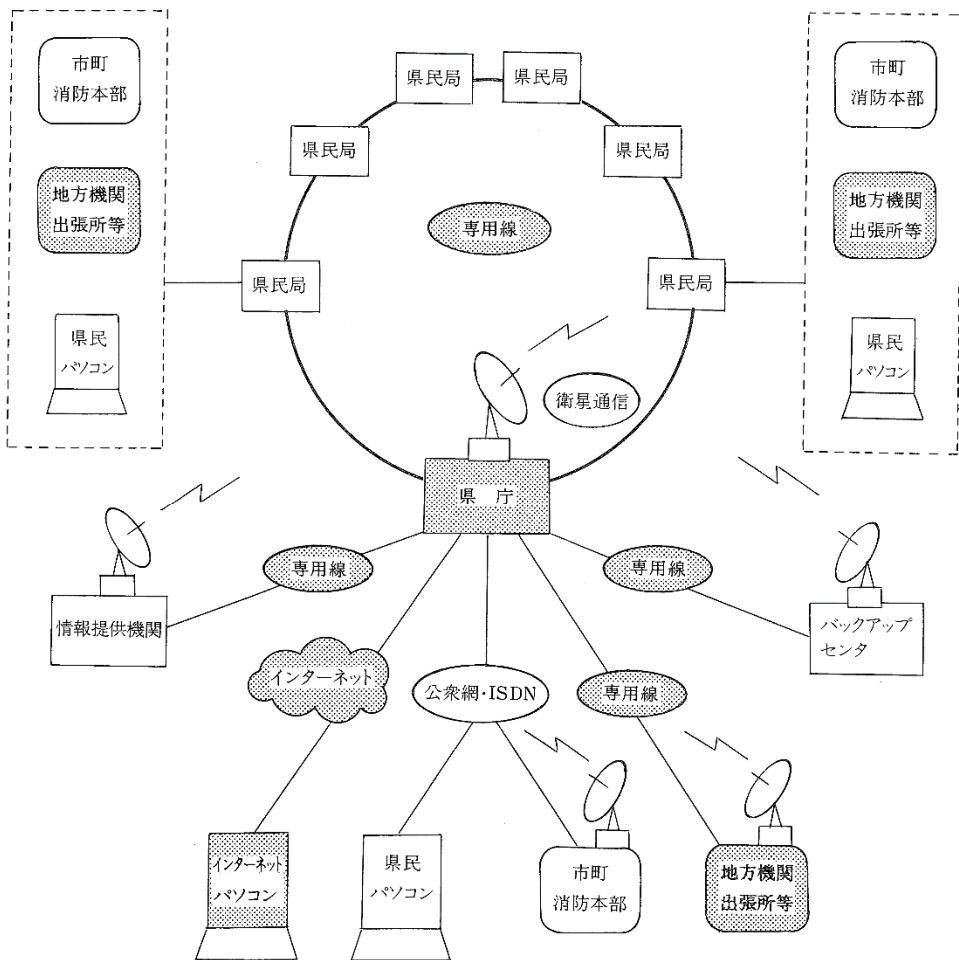 県民局
県民局
市町
消防本部
市町
消防本部
県民局
県民局
地方機関
出張所等
専用線
地方機関
出張所等
県民局
県民局
県民
パソコン
県民
パソコン
衛星通信
県 庁
専用線
専用線
情報提供機関
バックアップ
センタ
インターネット
公衆網・ISDN
専用線
インターネット
パソコン
県民
パソコン
市町
消防本部
地方機関
出張所等